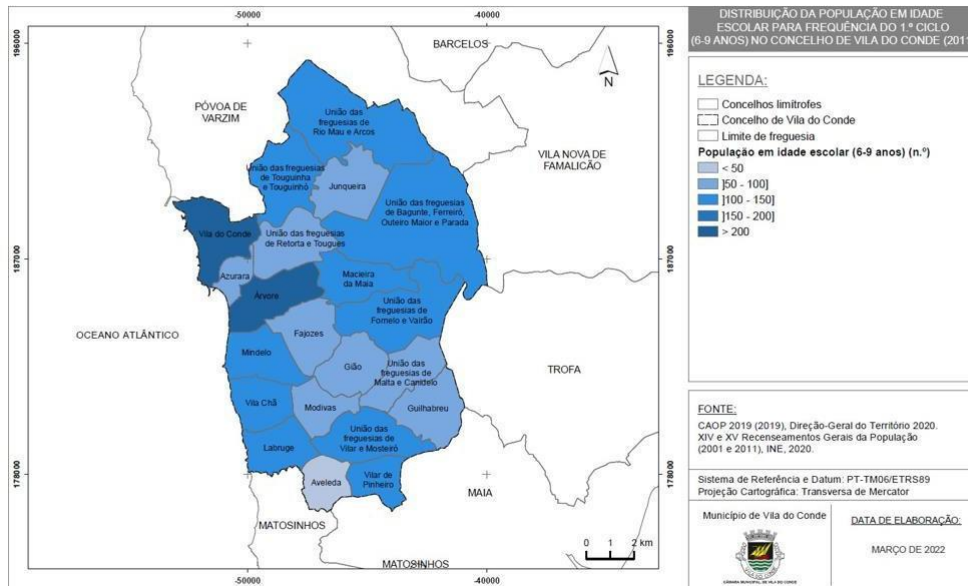 -50000
-40000
196000
187000
178000
196000
187000
178000
-50000
-40000
BARCELOS
PÓVOA DE
VARZIM
N
VILA NOVA DE
FAMALICÃO
União das
freguesias de
Rio Mau e Arcos
União das freguesias
de Touguinha
e Touguinhó
Junqueira
União das freguesias
de Bagunte, Ferreiró,
Outeiro Maior e Parada
Vila do Conde
União das freguesias
de Retorta e Tougues
Azurara
Árvore
Macieira
da Maia
União das
freguesias de
Fornelo e Vairão
OCEANO ATLÂNTICO
Fajozes
Mindelo
Gião
União das
freguesias de
Malta e Canidelo
TROFA
Vila Chã
Modivas
Guilhabreu
União das
freguesias de
Vilar e Mosteiró
Labruge
Aveleda
Vilar de
Pinheiro
MAIA
MATOSINHOS
MATOSINHOS
0 1 2 km
DISTRIBUIÇÃO DA POPULAÇÃO EM IDADE
ESCOLAR PARA FREQUÊNCIA DO 1.º CICLO
(6-9 ANOS) NO CONCELHO DE VILA DO CONDE (2011
LEGENDA:
Concelhos limítrofes
Concelho de Vila do Conde
Limite de freguesia
População em idade escolar (6-9 anos) (n.º)
< 50
]50 - 100]
]100 - 150]
]150 - 200]
> 200
FONTE:
CAOP 2019 (2019), Direção-Geral do Território 2020.
XIV e XV Recenseamentos Gerais da População
(2001 e 2011), INE, 2020.
Sistema de Referência e Datum: PT-TM06/ETRS89
Projeção Cartográfica: Transversa de Mercator
Município de Vila do Conde
CÂMARA MUNICIPAL DE VILA DO CONDE
DATA DE ELABORAÇÃO:
MARÇO DE 2022